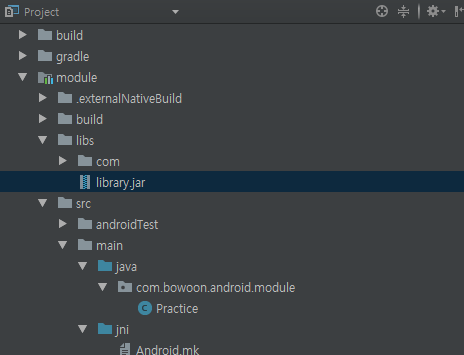 Project
build
gradle
module
.externalNativeBuild
build
libs
com
library.jar
src
androidTest
main
java
com.bowoon.android.module
C Practice
jni
Android.mk